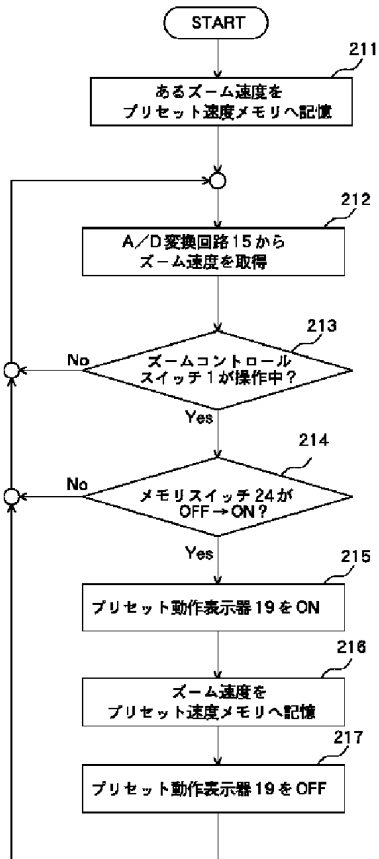 START
211
あるズーム速度を
プリセット速度メモリへ記憶
212
A/D変換回路15から
ズーム速度を取得
213
No
ズームコントロール
スイッチ1が操作中?
Yes
214
No
メモリスイッチ24が
OFF→ON?
Yes
215
プリセット動作表示器19をON
216
ズーム速度を
プリセット速度メモリへ記憶
217
プリセット動作表示器19をOFF